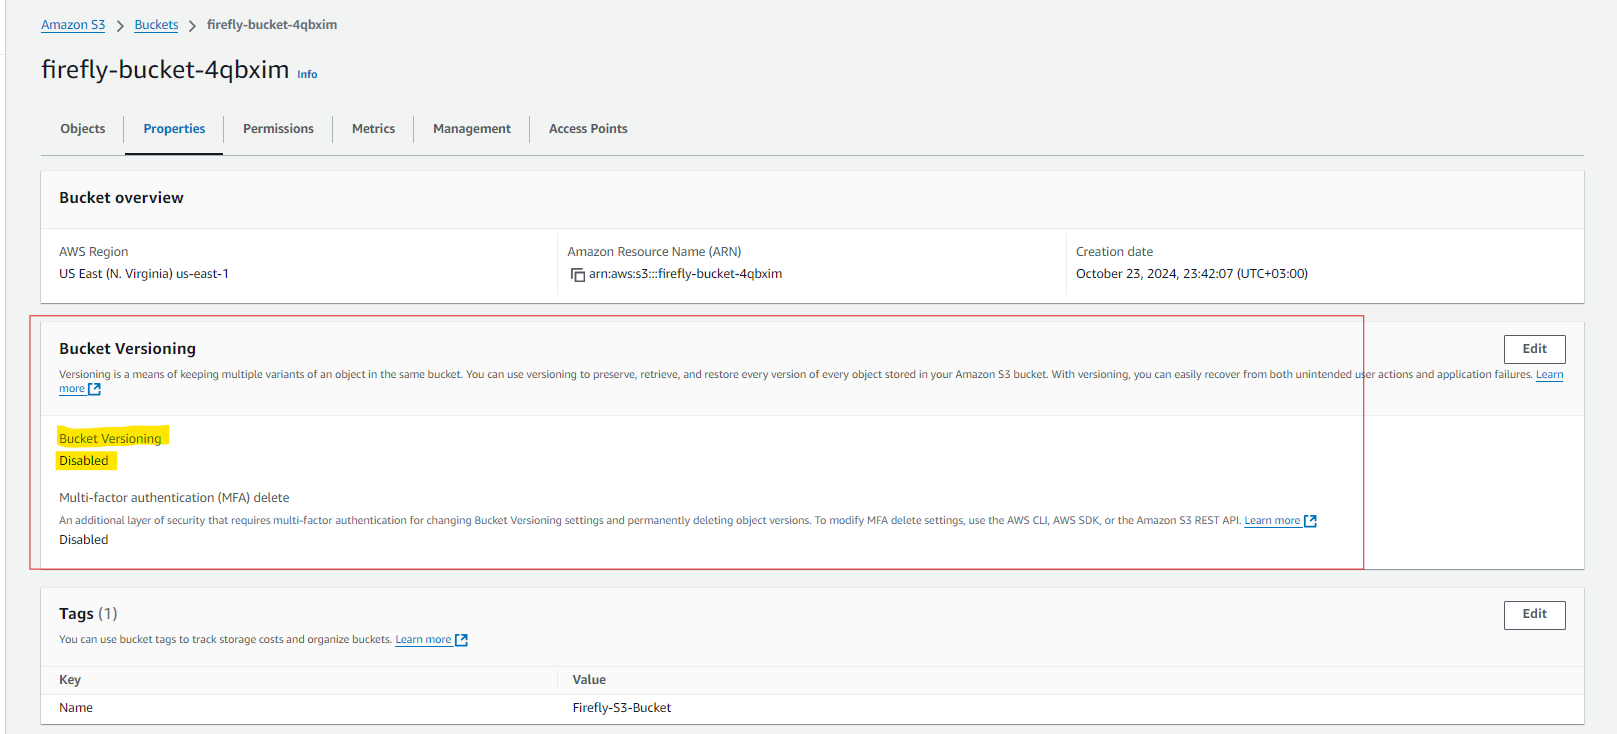 Amazon S3 > Buckets > firefly-bucket-4qbxim
firefly-bucket-4qbxim Info
Objects Properties Permissions Metrics Management Access Points
Bucket overview
AWS Region Amazon Resource Name (ARN) Creation date
US East (N. Virginia) us-east-1 arn:aws:s3:::firefly-bucket-4qbxim October 23, 2024, 23:42:07 (UTC+03:00)
Bucket Versioning Edit
Versioning is a means of keeping multiple variants of an object in the same bucket. You can use versioning to preserve, retrieve, and restore every version of every object stored in your Amazon S3 bucket. With versioning, you can easily recover from both unintended user actions and application failures. Learn
more
Bucket Versioning
Disabled
Multi-factor authentication (MFA) delete
An additional layer of security that requires multi-factor authentication for changing Bucket Versioning settings and permanently deleting object versions. To modify MFA delete settings, use the AWS CLI, AWS SDK, or the Amazon S3 REST API. Learn more
Disabled
Tags (1) Edit
You can use bucket tags to track storage costs and organize buckets. Learn more
Key Value
Name Firefly-S3-Bucket